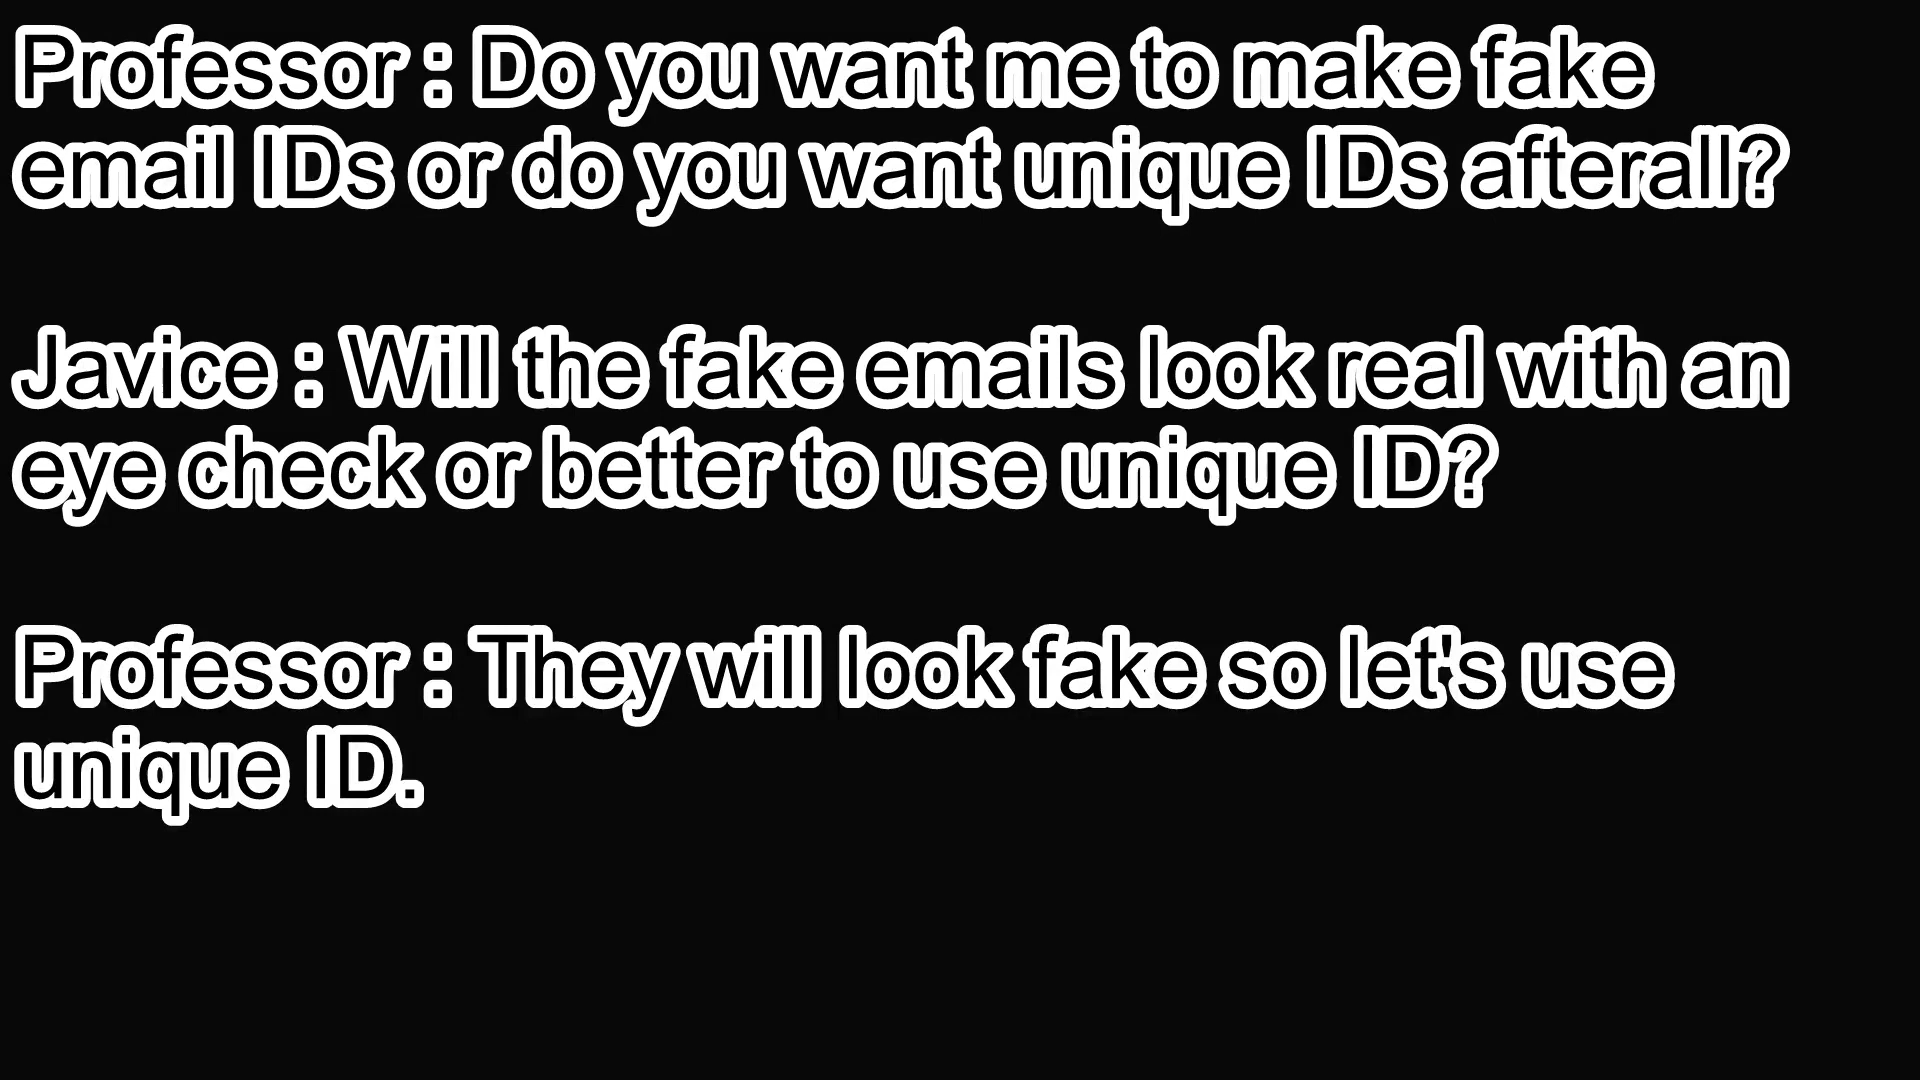 Professor : Do you want me to make fake
email IDs or do you want unique IDs afterall?
Javice : Will the fake emails look real with an
eye check or better to use unique ID?
Professor : They will look fake so let's use
unique ID.